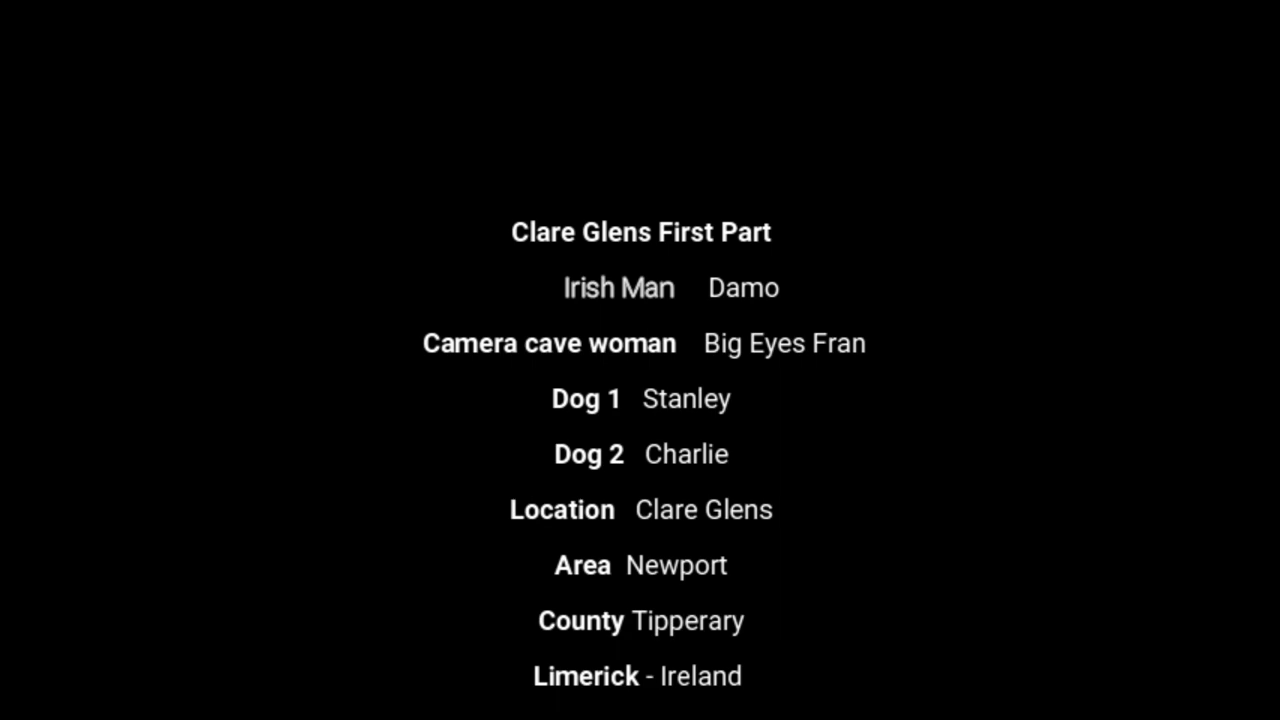 Clare Glens First Part
Irish Man Damo
Camera cave woman Big Eyes Fran
Dog 1 Stanley
Dog 2 Charlie
Location Clare Glens
Area Newport
County Tipperary
Limerick - Ireland